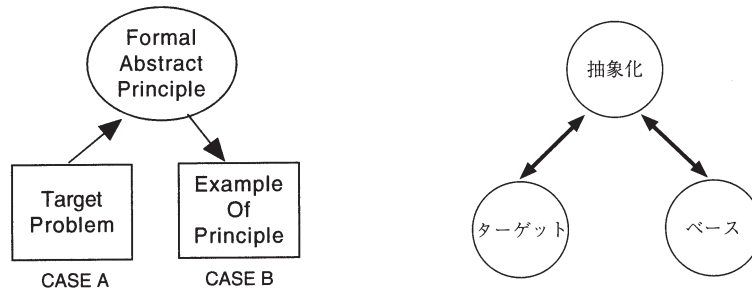 Formal
Abstract
Principle
Target
Problem
Example
Of
Principle
CASE A
CASE B
抽象化
ターゲット
ベース